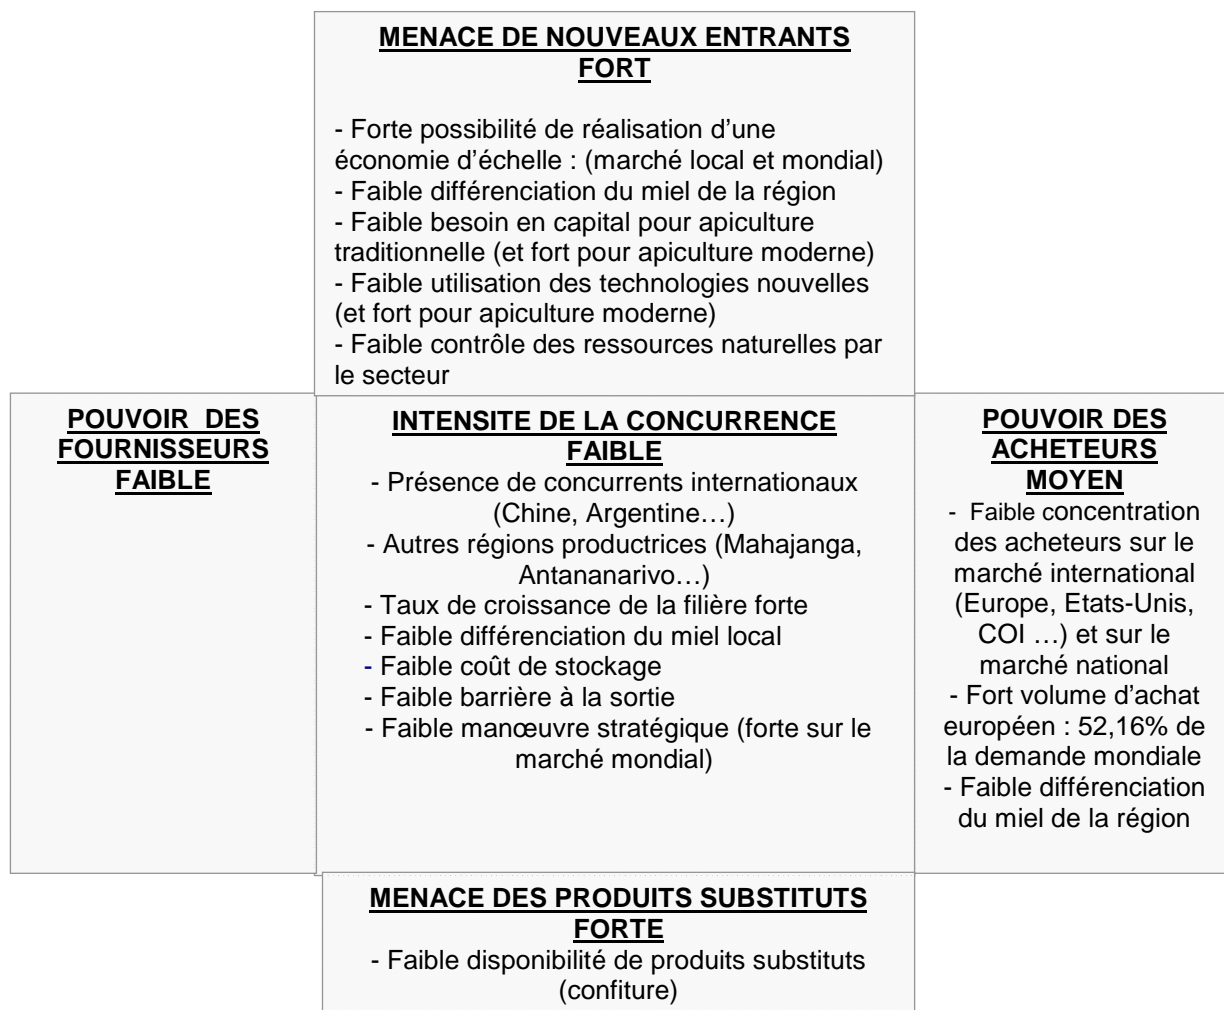 MENACE DE NOUVEAUX ENTRANTS
FORT
- Forte possibilité de réalisation d’une
économie d’échelle : (marché local et mondial)
- Faible différenciation du miel de la région
- Faible besoin en capital pour apiculture
traditionnelle (et fort pour apiculture moderne)
- Faible utilisation des technologies nouvelles
(et fort pour apiculture moderne)
- Faible contrôle des ressources naturelles par
le secteur
POUVOIR DES
FOURNISSEURS
FAIBLE
INTENSITE DE LA CONCURRENCE
FAIBLE
- Présence de concurrents internationaux
(Chine, Argentine…)
- Autres régions productrices (Mahajanga,
Antananarivo…)
- Taux de croissance de la filière forte
- Faible différenciation du miel local
- Faible coût de stockage
- Faible barrière à la sortie
- Faible manœuvre stratégique (forte sur le
marché mondial)
POUVOIR DES
ACHETEURS
MOYEN
- Faible concentration
des acheteurs sur le
marché international
(Europe, Etats-Unis,
COI …) et sur le
marché national
- Fort volume d’achat
européen : 52,16% de
la demande mondiale
- Faible différenciation
du miel de la région
MENACE DES PRODUITS SUBSTITUTS
FORTE
- Faible disponibilité de produits substituts
(confiture)